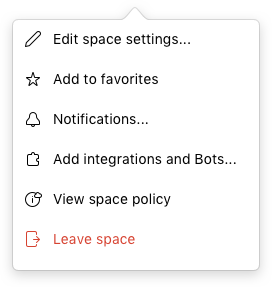 Edit space settings...
Add to favorites
Notifications...
Add integrations and Bots...
View space policy
Leave space